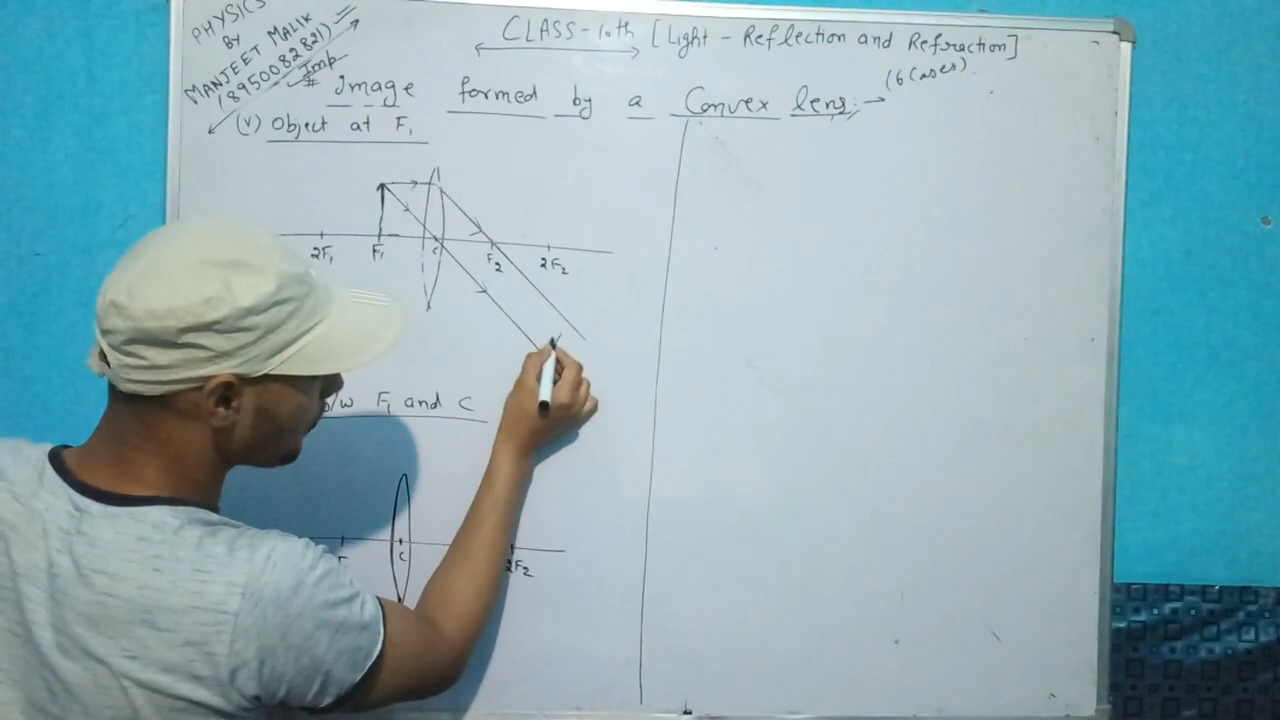 PHYSICS
BY
MANJEET MALIK
(8950082821)
# Imp
CLASS-10th [Light - Reflection and Refraction]
Image formed by a Convex lens:→ (6 Cases)
(V) Object at F₁
2F₁ F₁ C F₂ 2F₂
b/w F₁ and C
C 2F₂